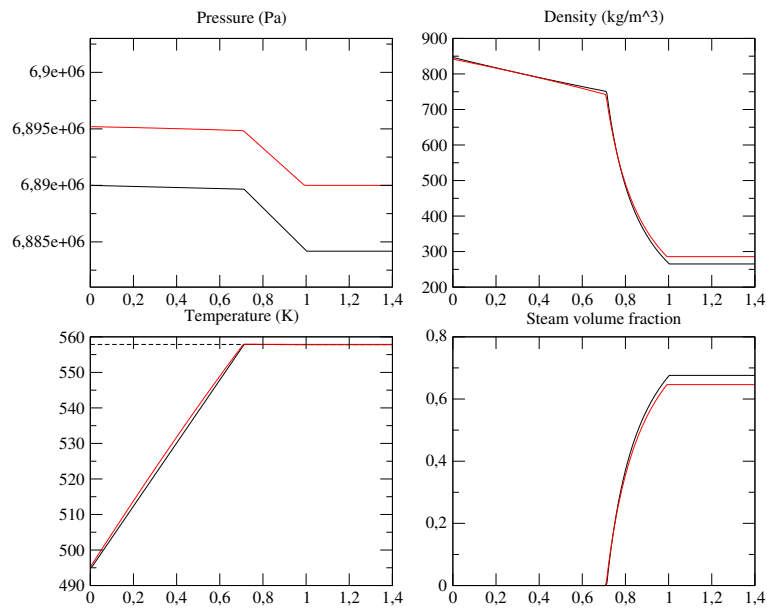 Pressure (Pa)
6,9e+06
6,895e+06
6,89e+06
6,885e+06
0 0,2 0,4 0,6 0,8 1 1,2 1,4
Density (kg/m^3)
900
800
700
600
500
400
300
200
0 0,2 0,4 0,6 0,8 1 1,2 1,4
Temperature (K)
560
550
540
530
520
510
500
490
0 0,2 0,4 0,6 0,8 1 1,2 1,4
Steam volume fraction
0,8
0,6
0,4
0,2
0
0 0,2 0,4 0,6 0,8 1 1,2 1,4